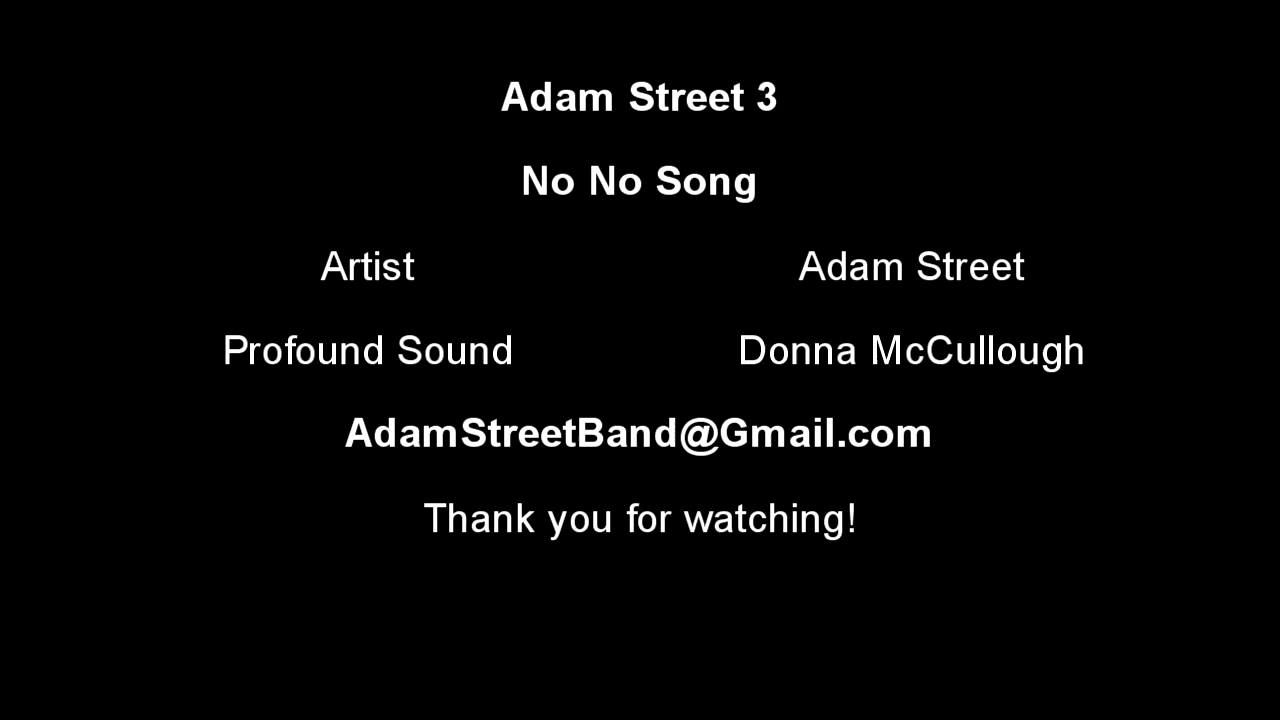 Adam Street 3
No No Song
Artist Adam Street
Profound Sound Donna McCullough
AdamStreetBand@Gmail.com
Thank you for watching!